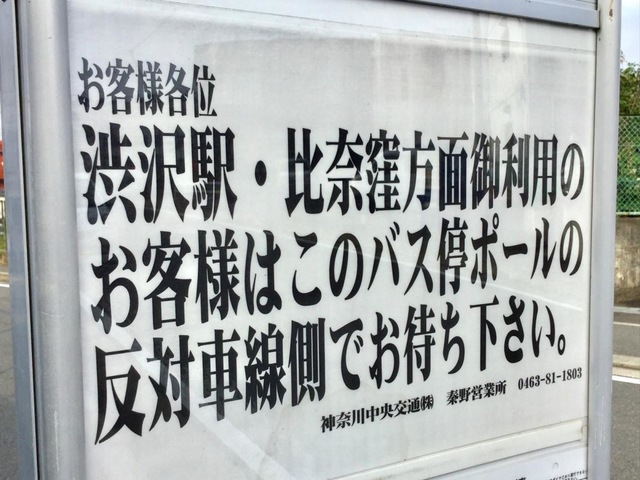 お客様各位
渋沢駅・比奈窪方面御利用の
お客様はこのバス停ポールの
反対車線側でお待ち下さい。
神奈川中央交通㈱ 秦野営業所 0463-81-1803